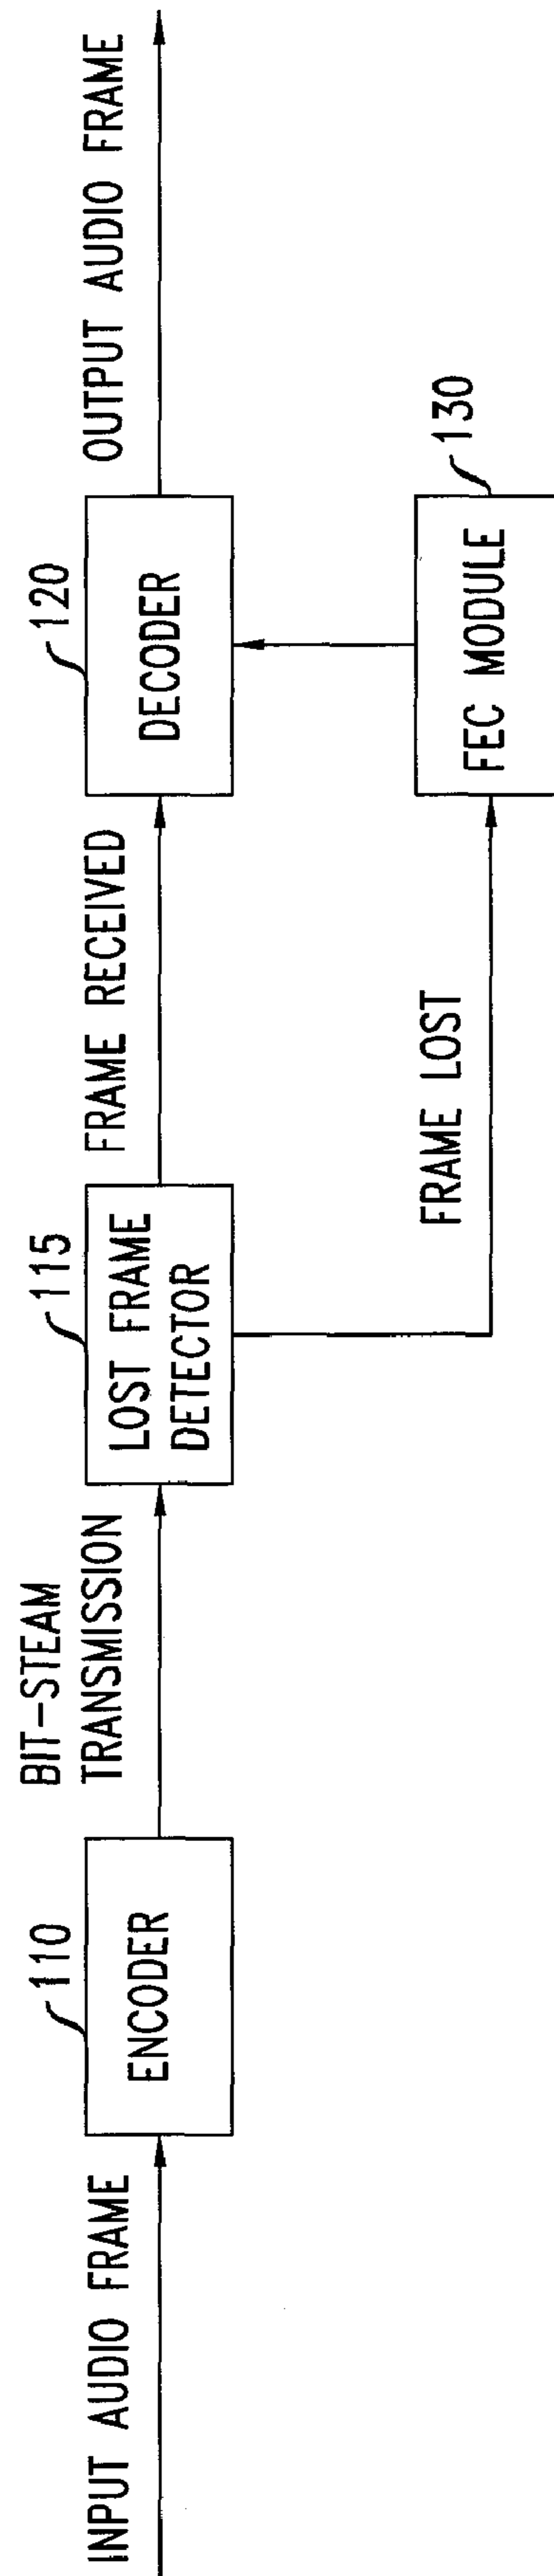 INPUT AUDIO FRAME
110
ENCODER
BIT-STEAM
TRANSMISSION
115
LOST FRAME
DETECTOR
FRAME RECEIVED
FRAME LOST
120
DECODER
130
FEC MODULE
OUTPUT AUDIO FRAME